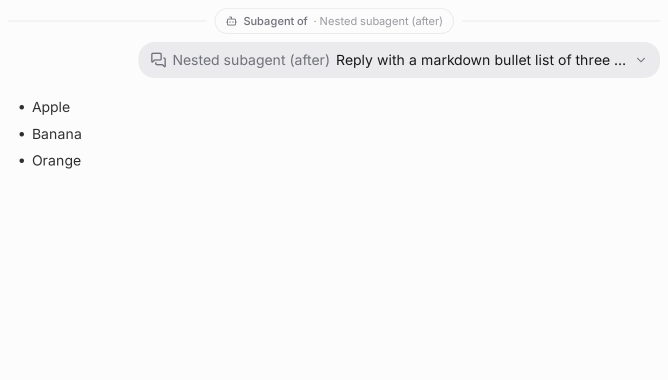 Subagent of · Nested subagent (after)
Nested subagent (after) Reply with a markdown bullet list of three ...
• Apple
• Banana
• Orange